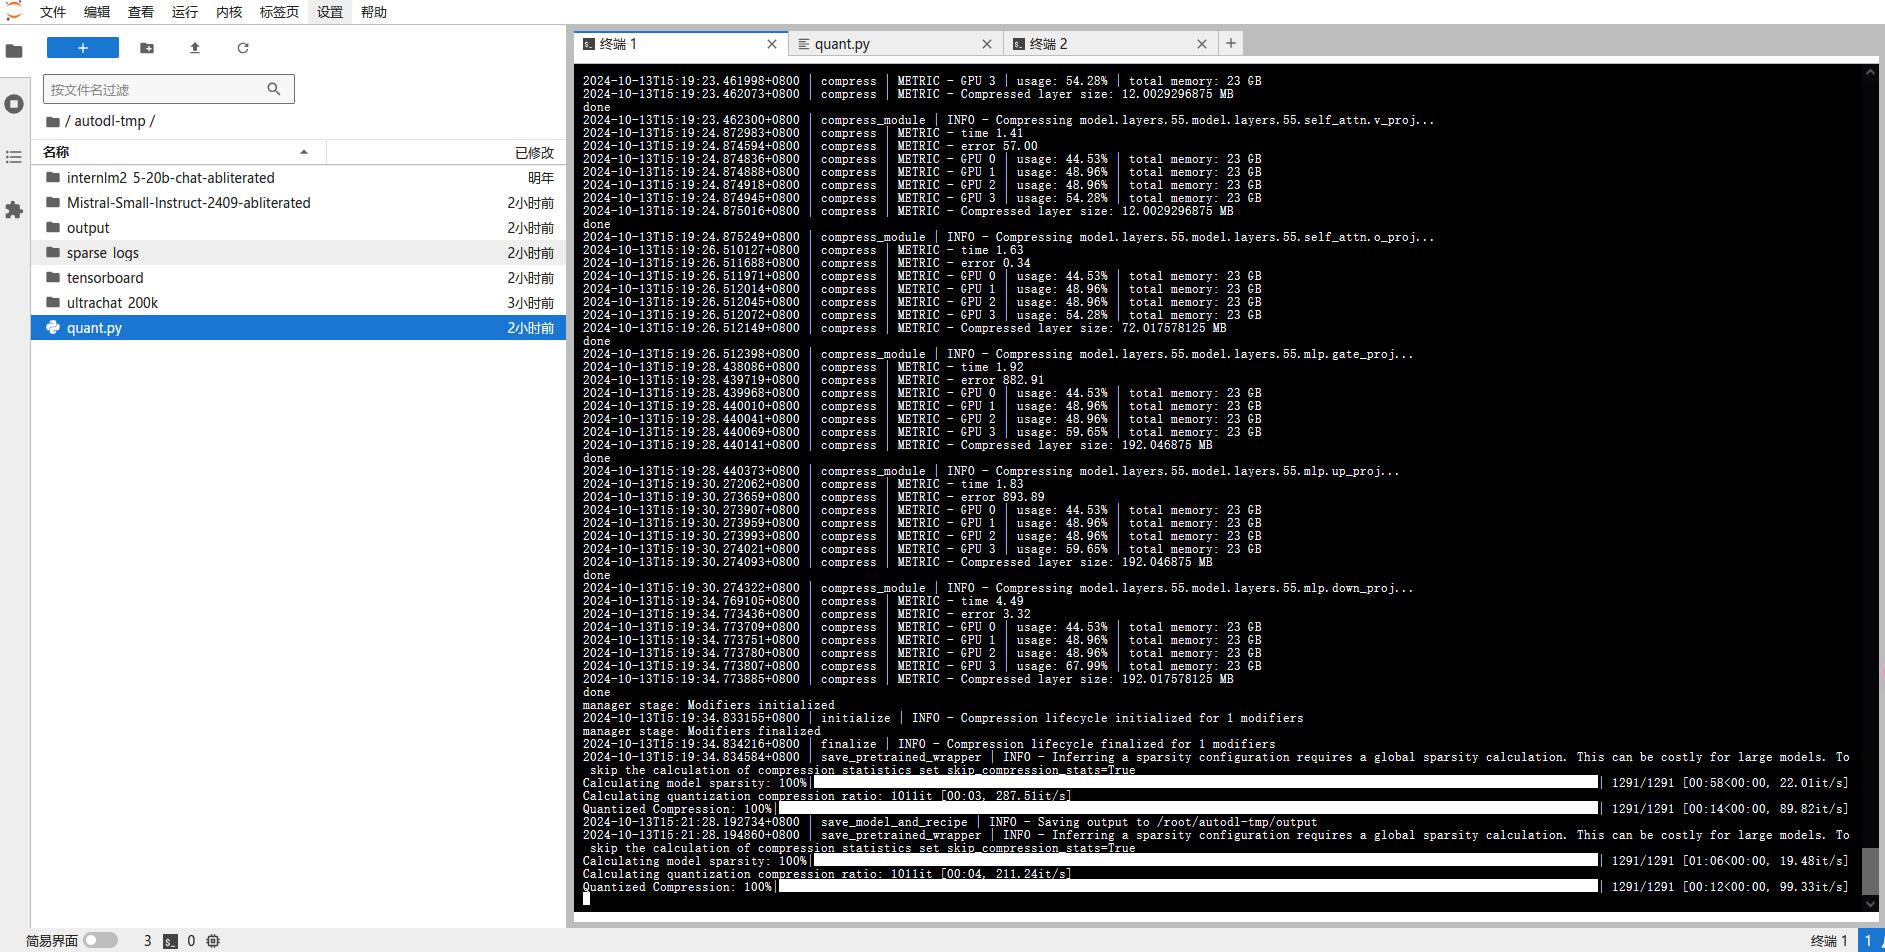 文件 编辑 查看 运行 内核 标签页 设置 帮助
按文件名过滤
/ autodl-tmp /
名称 已修改
internlm2_5-20b-chat-abliterated 明年
Mistral-Small-Instruct-2409-abliterated 2小时前
output 2小时前
sparse_logs 2小时前
tensorboard 2小时前
ultrachat_200k 3小时前
quant.py 2小时前
终端 1 quant.py 终端 2
2024-10-13T15:19:23.461998+0800 | compress | METRIC - GPU 3 | usage: 54.28% | total memory: 23 GB
2024-10-13T15:19:23.462073+0800 | compress | METRIC - Compressed layer size: 12.0029296875 MB
done
2024-10-13T15:19:23.462300+0800 | compress_module | INFO - Compressing model.layers.55.model.layers.55.self_attn.v_proj...
2024-10-13T15:19:24.872983+0800 | compress | METRIC - time 1.41
2024-10-13T15:19:24.874594+0800 | compress | METRIC - error 57.00
2024-10-13T15:19:24.874836+0800 | compress | METRIC - GPU 0 | usage: 44.53% | total memory: 23 GB
2024-10-13T15:19:24.874888+0800 | compress | METRIC - GPU 1 | usage: 48.96% | total memory: 23 GB
2024-10-13T15:19:24.874918+0800 | compress | METRIC - GPU 2 | usage: 48.96% | total memory: 23 GB
2024-10-13T15:19:24.874945+0800 | compress | METRIC - GPU 3 | usage: 54.28% | total memory: 23 GB
2024-10-13T15:19:24.875016+0800 | compress | METRIC - Compressed layer size: 12.0029296875 MB
done
2024-10-13T15:19:24.875249+0800 | compress_module | INFO - Compressing model.layers.55.model.layers.55.self_attn.o_proj...
2024-10-13T15:19:26.510127+0800 | compress | METRIC - time 1.63
2024-10-13T15:19:26.511688+0800 | compress | METRIC - error 0.34
2024-10-13T15:19:26.511971+0800 | compress | METRIC - GPU 0 | usage: 44.53% | total memory: 23 GB
2024-10-13T15:19:26.512014+0800 | compress | METRIC - GPU 1 | usage: 48.96% | total memory: 23 GB
2024-10-13T15:19:26.512045+0800 | compress | METRIC - GPU 2 | usage: 48.96% | total memory: 23 GB
2024-10-13T15:19:26.512072+0800 | compress | METRIC - GPU 3 | usage: 54.28% | total memory: 23 GB
2024-10-13T15:19:26.512149+0800 | compress | METRIC - Compressed layer size: 72.017578125 MB
done
2024-10-13T15:19:26.512398+0800 | compress_module | INFO - Compressing model.layers.55.model.layers.55.mlp.gate_proj...
2024-10-13T15:19:28.438086+0800 | compress | METRIC - time 1.92
2024-10-13T15:19:28.439719+0800 | compress | METRIC - error 882.91
2024-10-13T15:19:28.439968+0800 | compress | METRIC - GPU 0 | usage: 44.53% | total memory: 23 GB
2024-10-13T15:19:28.440010+0800 | compress | METRIC - GPU 1 | usage: 48.96% | total memory: 23 GB
2024-10-13T15:19:28.440041+0800 | compress | METRIC - GPU 2 | usage: 48.96% | total memory: 23 GB
2024-10-13T15:19:28.440069+0800 | compress | METRIC - GPU 3 | usage: 59.65% | total memory: 23 GB
2024-10-13T15:19:28.440141+0800 | compress | METRIC - Compressed layer size: 192.046875 MB
done
2024-10-13T15:19:28.440373+0800 | compress_module | INFO - Compressing model.layers.55.model.layers.55.mlp.up_proj...
2024-10-13T15:19:30.272062+0800 | compress | METRIC - time 1.83
2024-10-13T15:19:30.273659+0800 | compress | METRIC - error 893.89
2024-10-13T15:19:30.273907+0800 | compress | METRIC - GPU 0 | usage: 44.53% | total memory: 23 GB
2024-10-13T15:19:30.273959+0800 | compress | METRIC - GPU 1 | usage: 48.96% | total memory: 23 GB
2024-10-13T15:19:30.273993+0800 | compress | METRIC - GPU 2 | usage: 48.96% | total memory: 23 GB
2024-10-13T15:19:30.274021+0800 | compress | METRIC - GPU 3 | usage: 59.65% | total memory: 23 GB
2024-10-13T15:19:30.274093+0800 | compress | METRIC - Compressed layer size: 192.046875 MB
done
2024-10-13T15:19:30.274322+0800 | compress_module | INFO - Compressing model.layers.55.model.layers.55.mlp.down_proj...
2024-10-13T15:19:34.769105+0800 | compress | METRIC - time 4.49
2024-10-13T15:19:34.773436+0800 | compress | METRIC - error 3.32
2024-10-13T15:19:34.773709+0800 | compress | METRIC - GPU 0 | usage: 44.53% | total memory: 23 GB
2024-10-13T15:19:34.773751+0800 | compress | METRIC - GPU 1 | usage: 48.96% | total memory: 23 GB
2024-10-13T15:19:34.773780+0800 | compress | METRIC - GPU 2 | usage: 48.96% | total memory: 23 GB
2024-10-13T15:19:34.773807+0800 | compress | METRIC - GPU 3 | usage: 67.99% | total memory: 23 GB
2024-10-13T15:19:34.773885+0800 | compress | METRIC - Compressed layer size: 192.017578125 MB
done
manager stage: Modifiers initialized
2024-10-13T15:19:34.833155+0800 | initialize | INFO - Compression lifecycle initialized for 1 modifiers
manager stage: Modifiers finalized
2024-10-13T15:19:34.834216+0800 | finalize | INFO - Compression lifecycle finalized for 1 modifiers
2024-10-13T15:19:34.834584+0800 | save_pretrained_wrapper | INFO - Inferring a sparsity configuration requires a global sparsity calculation. This can be costly for large models. To
skip the calculation of compression statistics set skip_compression_stats=True
Calculating model sparsity: 100%| | 1291/1291 [00:58<00:00, 22.01it/s]
Calculating quantization compression ratio: 1011it [00:03, 287.51it/s]
Quantized Compression: 100%| | 1291/1291 [00:14<00:00, 89.82it/s]
2024-10-13T15:21:28.192734+0800 | save_model_and_recipe | INFO - Saving output to /root/autodl-tmp/output
2024-10-13T15:21:28.194860+0800 | save_pretrained_wrapper | INFO - Inferring a sparsity configuration requires a global sparsity calculation. This can be costly for large models. To
skip the calculation of compression statistics set skip_compression_stats=True
Calculating model sparsity: 100%| | 1291/1291 [01:06<00:00, 19.48it/s]
Calculating quantization compression ratio: 1011it [00:04, 211.24it/s]
Quantized Compression: 100%| | 1291/1291 [00:12<00:00, 99.33it/s]
简易界面 3 0 终端 1 1